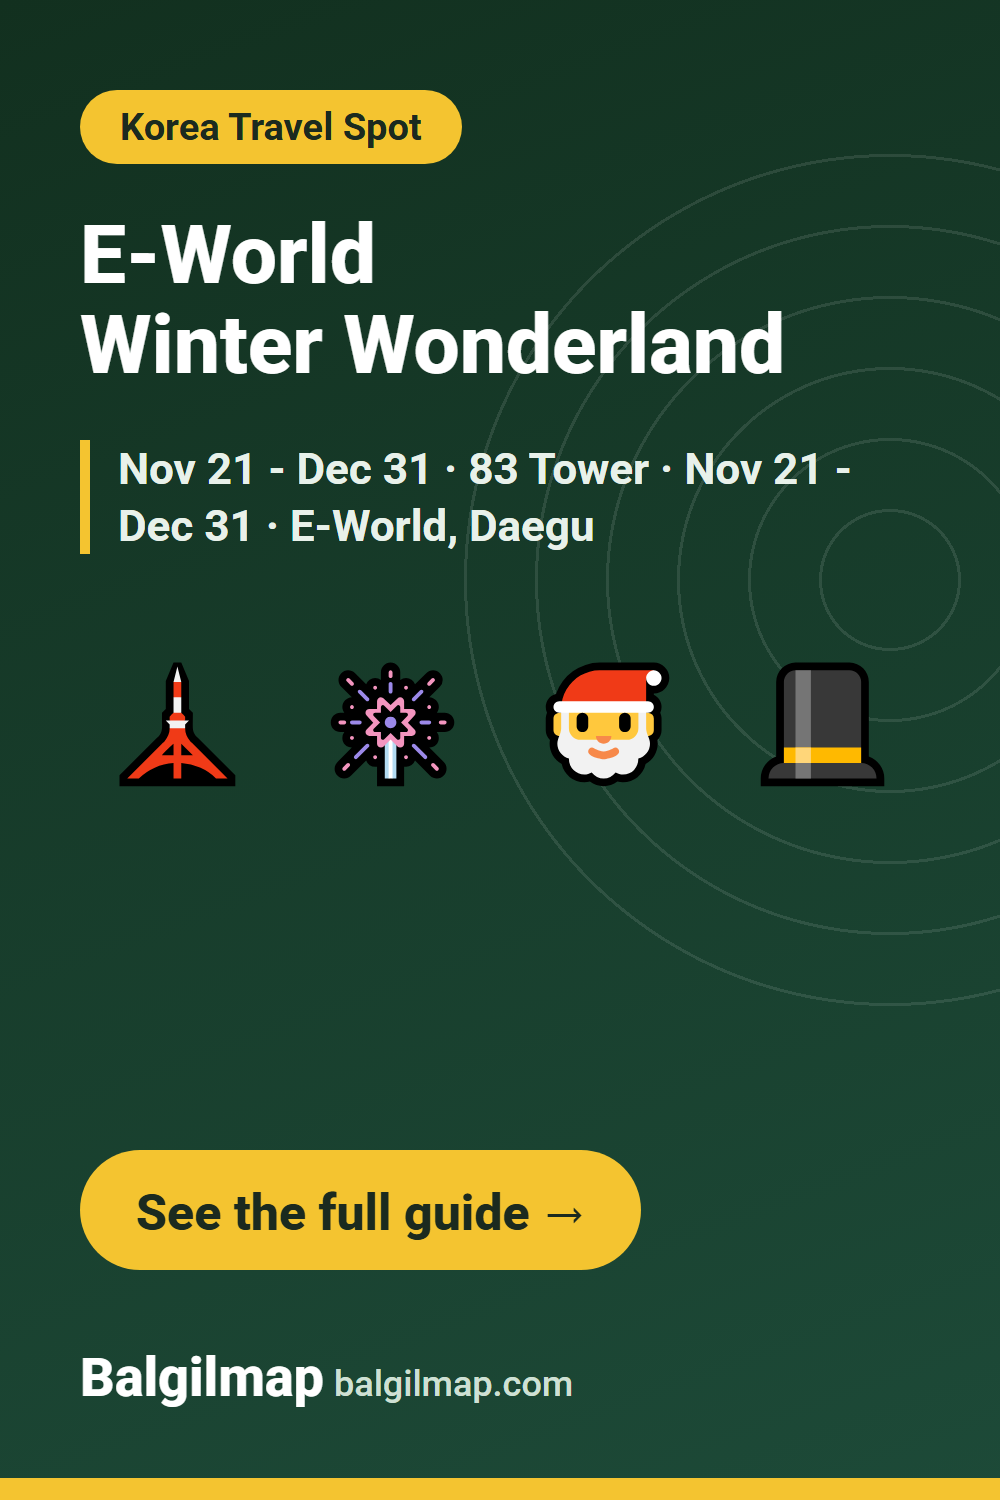 Korea Travel Spot
E-World
Winter Wonderland
Nov 21 - Dec 31 · 83 Tower · Nov 21 -
Dec 31 · E-World, Daegu
See the full guide →
Balgilmap balgilmap.com